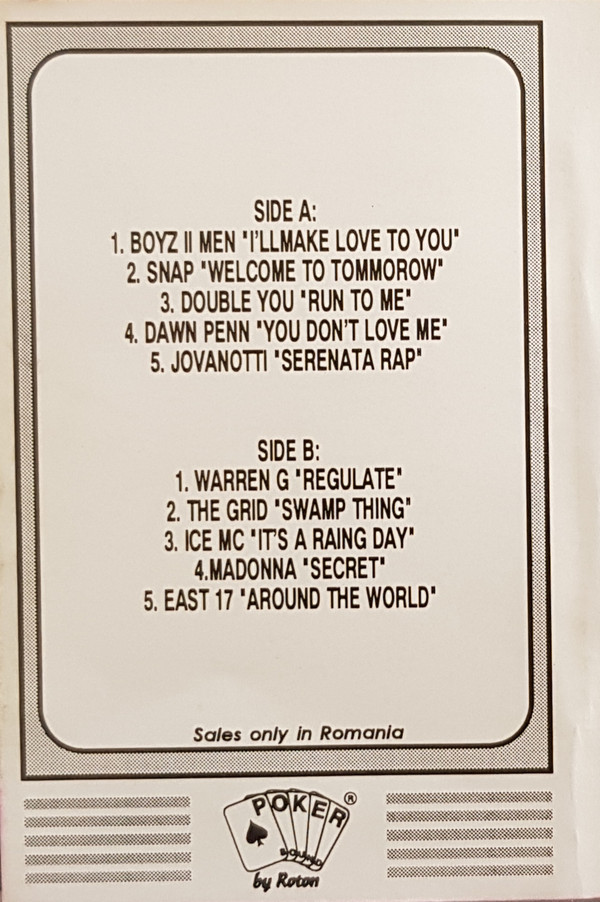 SIDE A:
1. BOYZ II MEN "I'LLMAKE LOVE TO YOU"
2. SNAP "WELCOME TO TOMMOROW"
3. DOUBLE YOU "RUN TO ME"
4. DAWN PENN "YOU DON'T LOVE ME"
5. JOVANOTTI "SERENATA RAP"
SIDE B:
1. WARREN G "REGULATE"
2. THE GRID "SWAMP THING"
3. ICE MC "IT'S A RAING DAY"
4.MADONNA "SECRET"
5. EAST 17 "AROUND THE WORLD"
Sales only in Romania
POKER ®
SOUND
by Roton